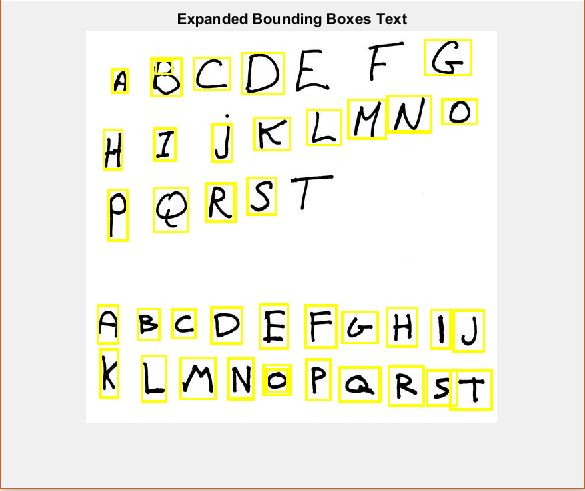 Expanded Bounding Boxes Text
A B C D E F G
H I j K L M N O
P Q R S T
A B C D E F G H I J
K L M N O P Q R S T